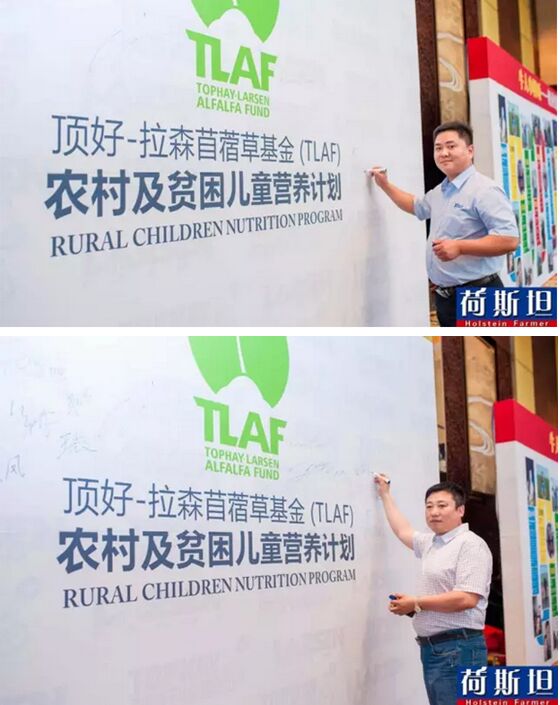 TLAF
TOPHAY-LARSEN
ALFALFA FUND
顶好-拉森苜蓿草基金 (TLAF)
农村及贫困儿童营养计划
RURAL CHILDREN NUTRITION PROGRAM
荷斯坦
Holstein Farmer
TLAF
TOPHAY-LARSEN
ALFALFA FUND
风
顶好-拉森苜蓿草基金 (TLAF)
农村及贫困儿童营养计划
RURAL CHILDREN NUTRITION PROGRAM
荷斯坦
Holstein Farmer